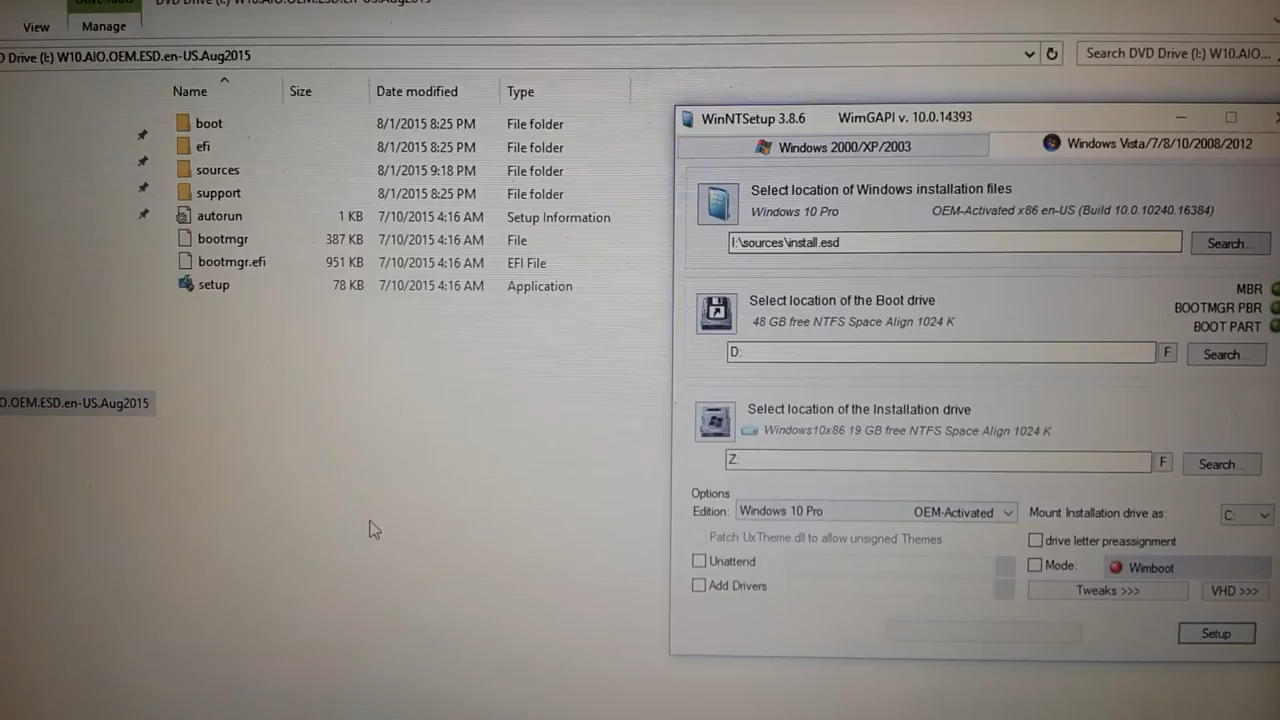 View
Manage
DVD Drive (I:) W10.AIO.OEM.ESD.en-US.Aug2015
Drive (I:) W10.AIO.OEM.ESD.en-US.Aug2015
Search DVD Drive (I:) W10.AIO...
Name Size Date modified Type
boot 8/1/2015 8:25 PM File folder
efi 8/1/2015 8:25 PM File folder
sources 8/1/2015 9:18 PM File folder
support 8/1/2015 8:25 PM File folder
autorun 1 KB 7/10/2015 4:16 AM Setup Information
bootmgr 387 KB 7/10/2015 4:16 AM File
bootmgr.efi 951 KB 7/10/2015 4:16 AM EFI File
setup 78 KB 7/10/2015 4:16 AM Application
O.OEM.ESD.en-US.Aug2015
WinNTSetup 3.8.6 WimGAPI v. 10.0.14393
Windows 2000/XP/2003
Windows Vista/7/8/10/2008/2012
Select location of Windows installation files
Windows 10 Pro OEM-Activated x86 en-US (Build 10.0.10240.16384)
I:\sources\install.esd
Search...
Select location of the Boot drive
48 GB free NTFS Space Align 1024 K
MBR
BOOTMGR PBR
BOOT PART
D:
F
Search...
Select location of the Installation drive
Windows10x86 19 GB free NTFS Space Align 1024 K
Z:
F
Search...
Options
Edition: Windows 10 Pro OEM-Activated
Mount Installation drive as: C:
Patch UxTheme.dll to allow unsigned Themes
drive letter preassignment
Unattend
Mode: Wimboot
Add Drivers
Tweaks >>> VHD >>>
Setup